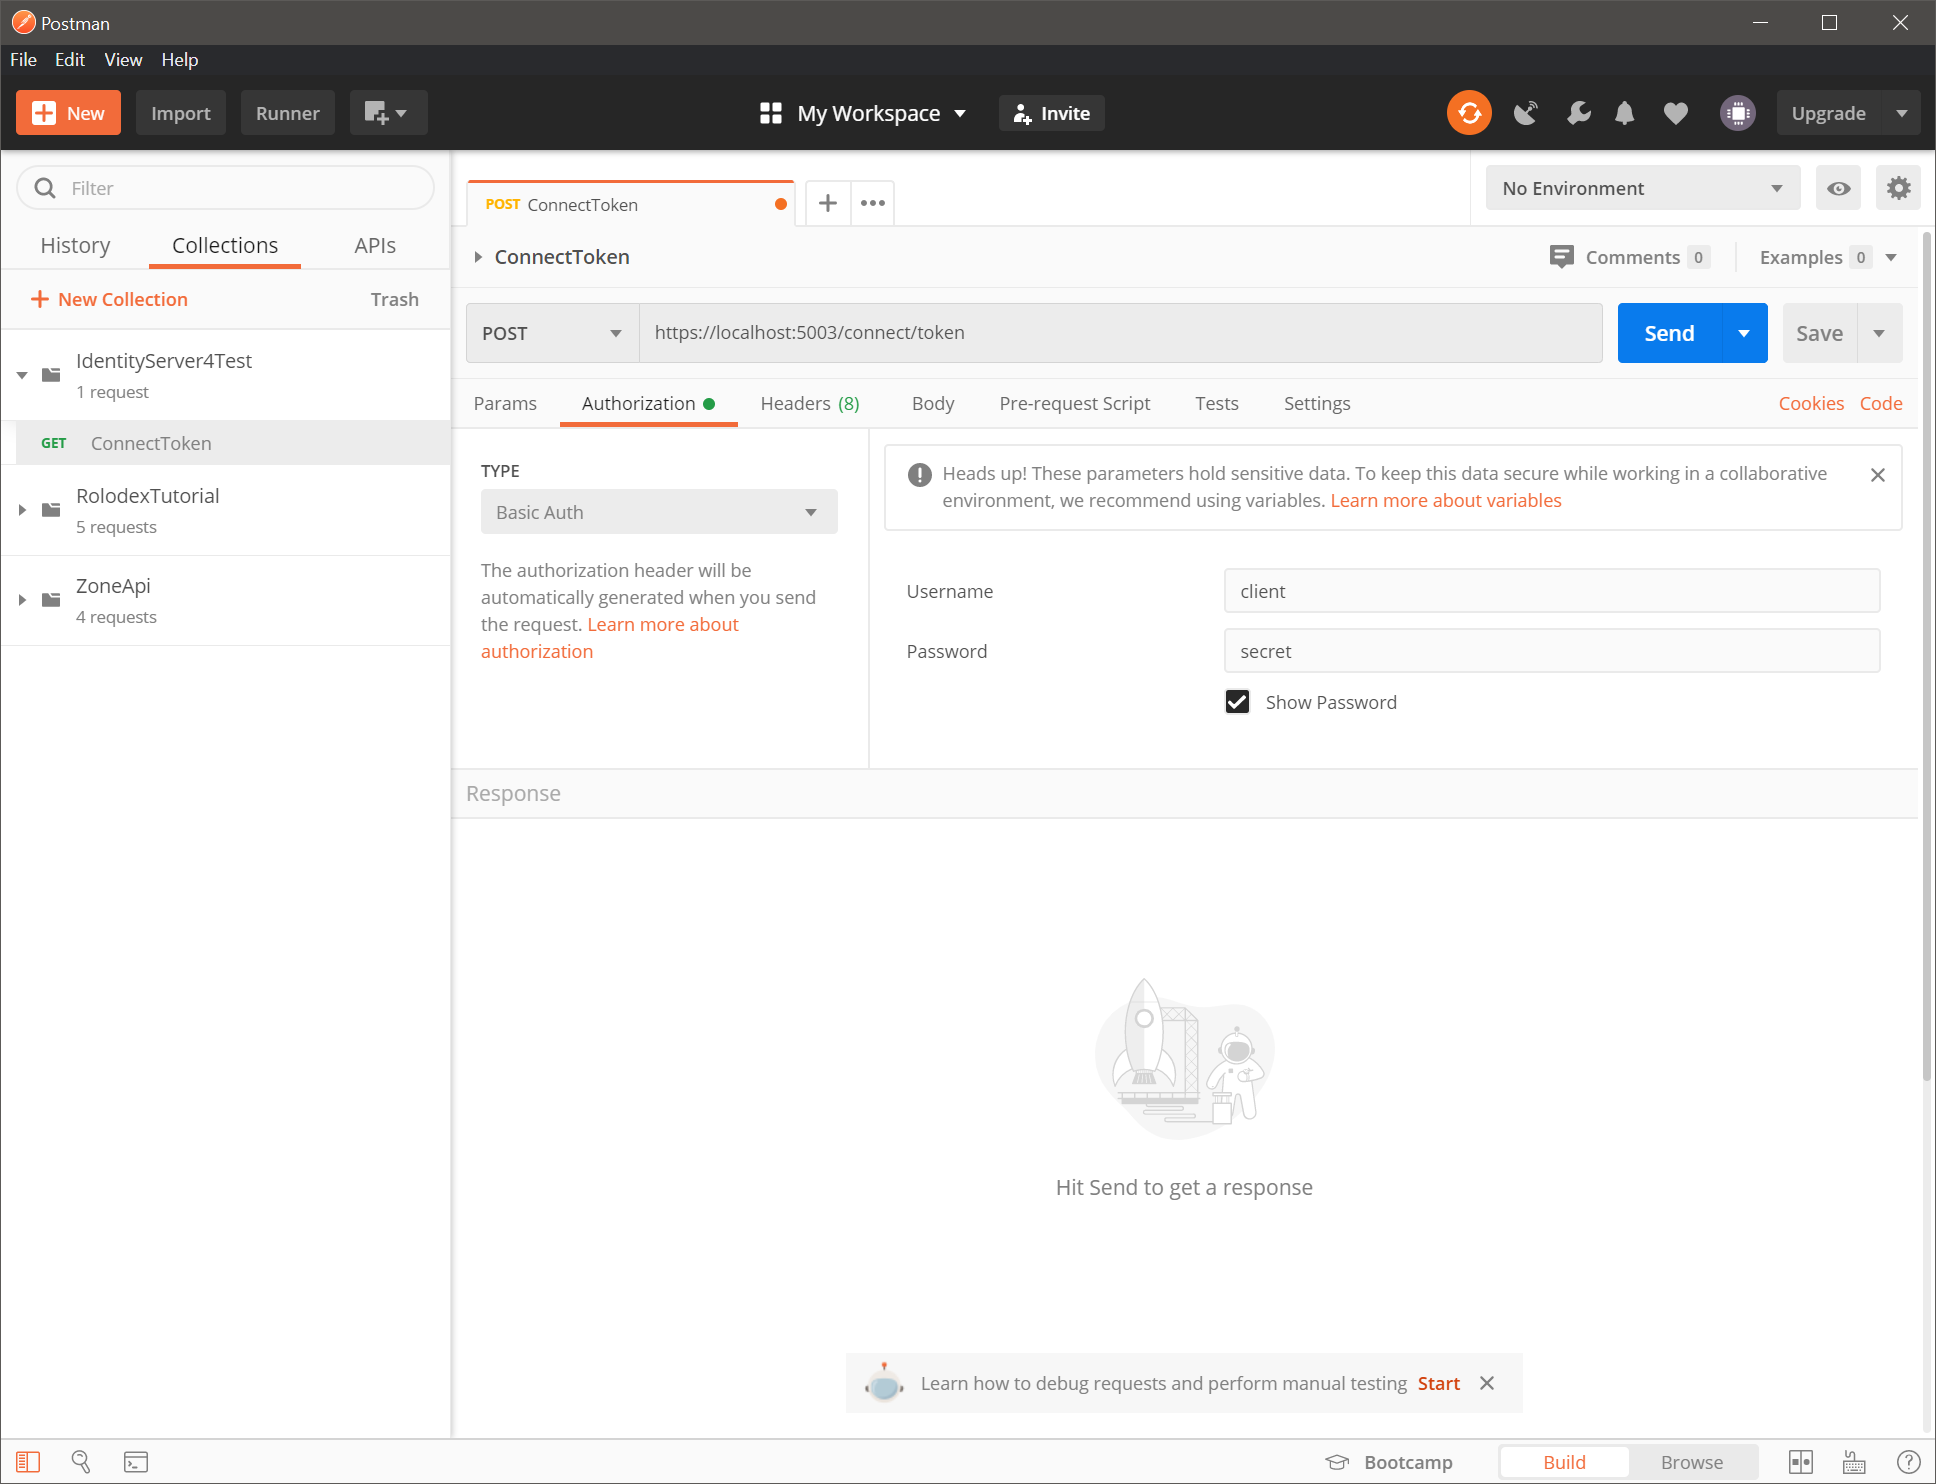 Postman
File Edit View Help
New Import Runner My Workspace Invite Upgrade
Filter
History Collections APIs
New Collection Trash
IdentityServer4Test
1 request
GET ConnectToken
RolodexTutorial
5 requests
ZoneApi
4 requests
POST ConnectToken
No Environment
ConnectToken
Comments 0 Examples 0
POST https://localhost:5003/connect/token Send Save
Params Authorization Headers (8) Body Pre-request Script Tests Settings Cookies Code
TYPE
Basic Auth
The authorization header will be
automatically generated when you send
the request. Learn more about
authorization
Heads up! These parameters hold sensitive data. To keep this data secure while working in a collaborative
environment, we recommend using variables. Learn more about variables
Username client
Password secret
Show Password
Response
Hit Send to get a response
Learn how to debug requests and perform manual testing Start
Bootcamp Build Browse